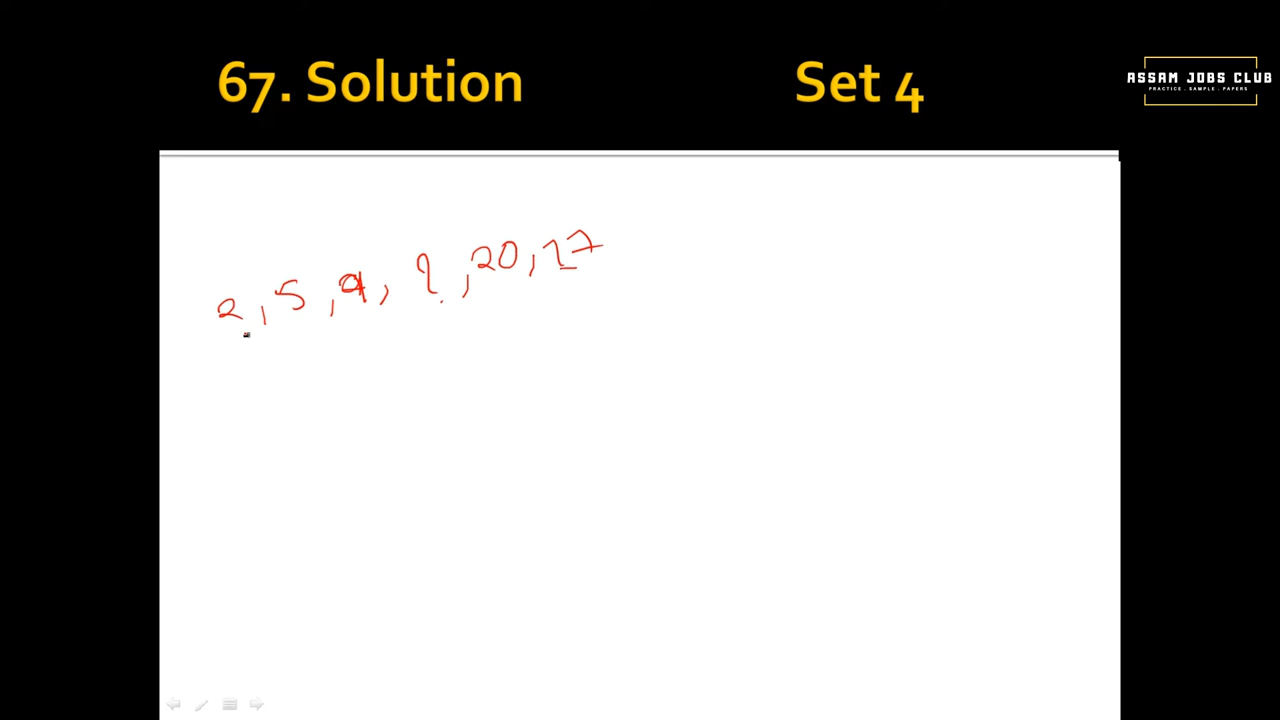 67. Solution Set 4
ASSAM JOBS CLUB
PRACTICE . SAMPLE . PAPERS
2, 5, 9, ?, 20, 27